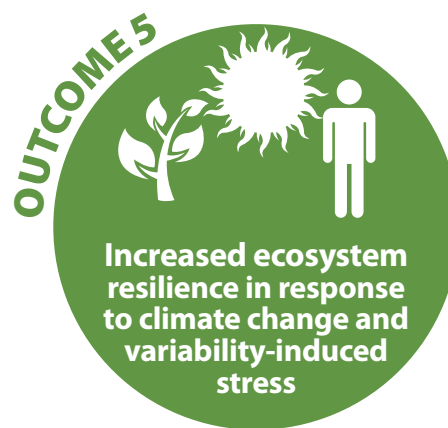 OUTCOME 5
Increased ecosystem
resilience in response
to climate change and
variability-induced
stress